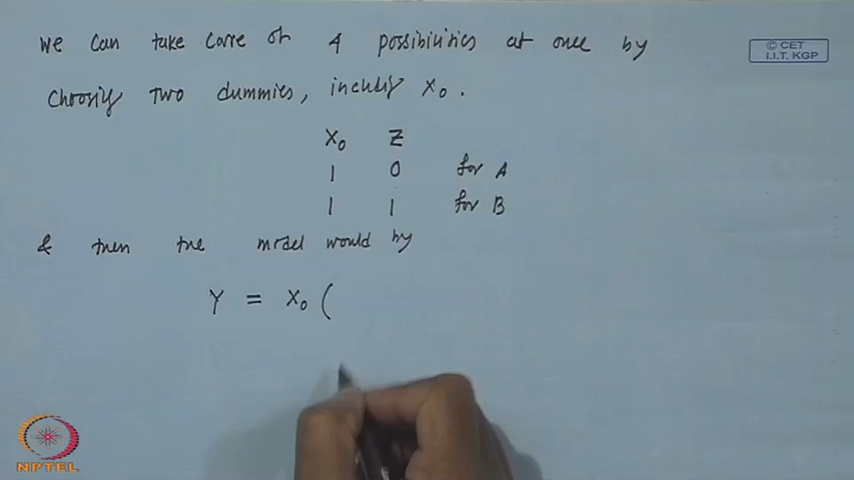 we can take care of 4 possibilities at once by
© CET
I.I.T. KGP
choosing two dummies, including X₀.
X₀ Z
1 0 for A
1 1 for B
& then the model would by
Y = X₀ (
NPTEL